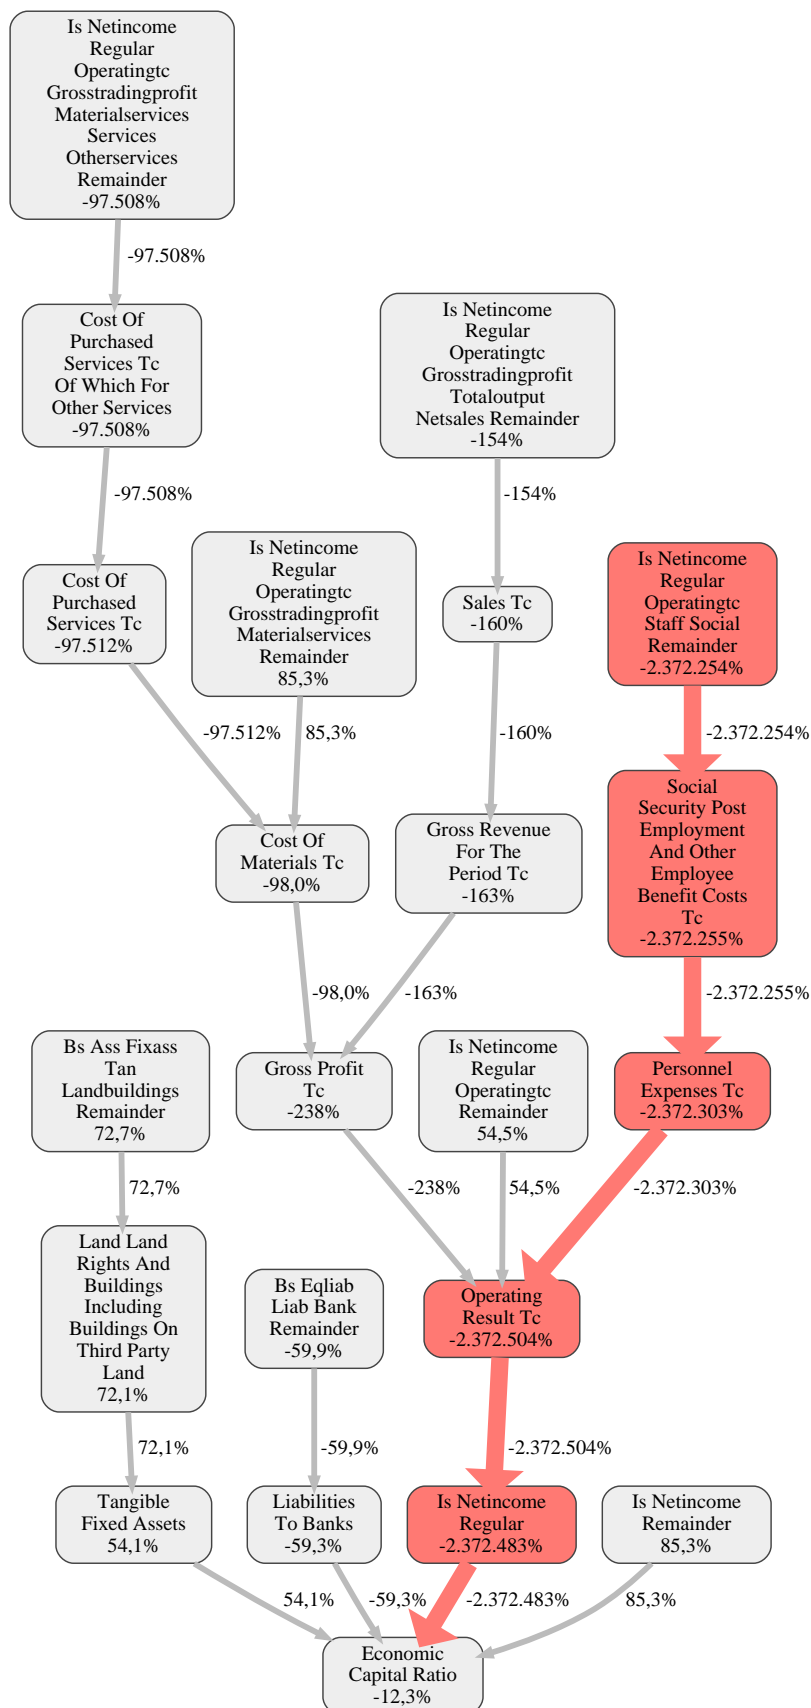 Is Netincome
Regular
Operatingtc
Grosstradingprofit
Materialservices
Services
Otherservices
Remainder
-97.508%
-97.508%
Cost Of
Purchased
Services Tc
Of Which For
Other Services
-97.508%
Is Netincome
Regular
Operatingtc
Grosstradingprofit
Totaloutput
Netsales Remainder
-154%
-97.508%
-154%
Cost Of
Purchased
Services Tc
-97.512%
Is Netincome
Regular
Operatingtc
Grosstradingprofit
Materialservices
Remainder
85,3%
Sales Tc
-160%
Is Netincome
Regular
Operatingtc
Staff Social
Remainder
-2.372.254%
-97.512%
85,3%
-160%
-2.372.254%
Cost Of
Materials Tc
-98,0%
Gross Revenue
For The
Period Tc
-163%
Social
Security Post
Employment
And Other
Employee
Benefit Costs
Tc
-2.372.255%
-98,0%
-163%
-2.372.255%
Bs Ass Fixass
Tan
Landbuildings
Remainder
72,7%
Gross Profit
Tc
-238%
Is Netincome
Regular
Operatingtc
Remainder
54,5%
Personnel
Expenses Tc
-2.372.303%
72,7%
-238%
54,5%
-2.372.303%
Land Land
Rights And
Buildings
Including
Buildings On
Third Party
Land
72,1%
Bs Eqliab
Liab Bank
Remainder
-59,9%
Operating
Result Tc
-2.372.504%
72,1%
-59,9%
-2.372.504%
Tangible
Fixed Assets
54,1%
Liabilities
To Banks
-59,3%
Is Netincome
Regular
-2.372.483%
Is Netincome
Remainder
85,3%
54,1%
-59,3%
-2.372.483%
85,3%
Economic
Capital Ratio
-12,3%